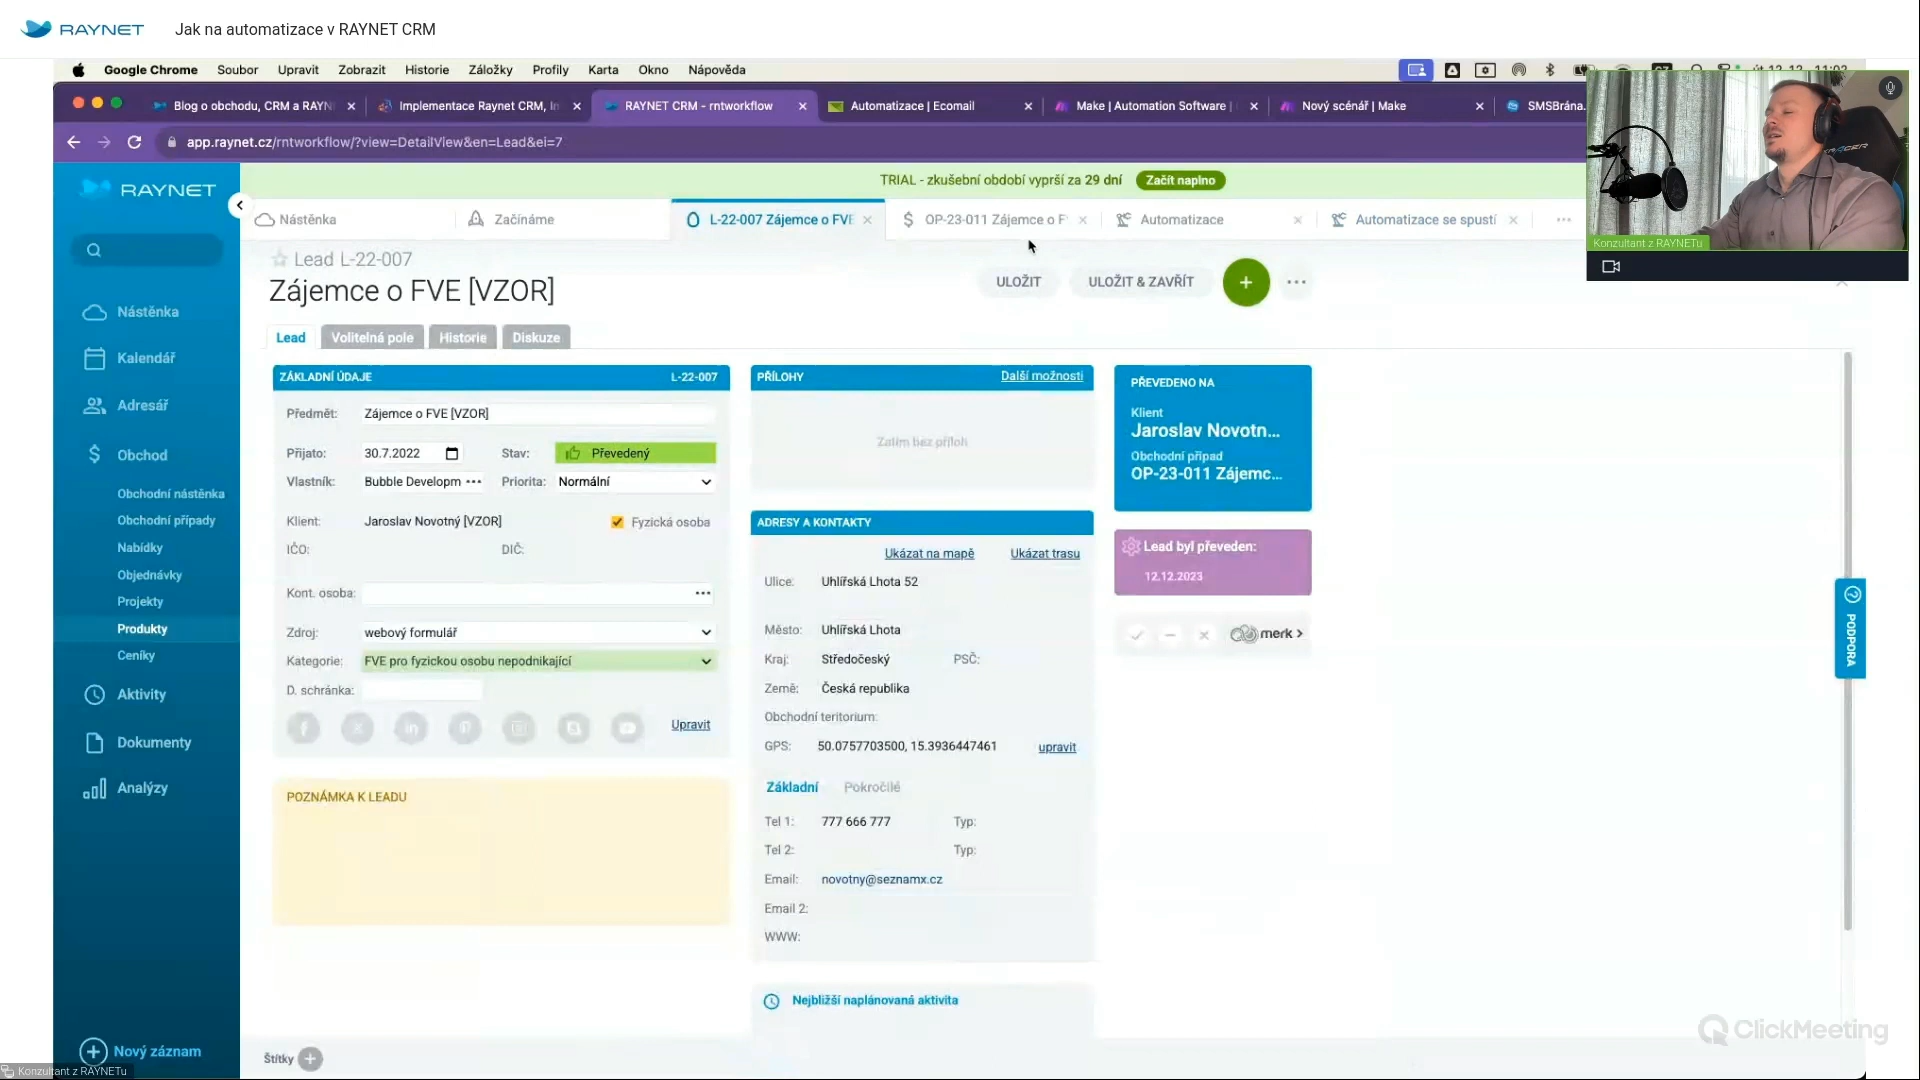 RAYNET Jak na automatizace v RAYNET CRM
Google Chrome Soubor Upravit Zobrazit Historie Záložky Profily Karta Okno Nápověda
Blog o obchodu, CRM a RAYN
Implementace Raynet CRM, In
RAYNET CRM - rntworkflow
Automatizace | Ecomail
Make | Automation Software |
Nový scénář | Make
SMSBrána.
app.raynet.cz/rntworkflow/?view=DetailView&en=Lead&ei=7
RAYNET
TRIAL - zkušební období vyprší za 29 dní Začít naplno
Nástěnka
Začínáme
L-22-007 Zájemce o FVE
OP-23-011 Zájemce o F
Automatizace
Automatizace se spustí
Konzultant z RAYNETu
Lead L-22-007
Zájemce o FVE [VZOR]
ULOŽIT
ULOŽIT & ZAVŘÍT
Nástěnka
Kalendář
Adresář
Obchod
Obchodní nástěnka
Obchodní případy
Nabídky
Objednávky
Projekty
Produkty
Ceníky
Aktivity
Dokumenty
Analýzy
Nový záznam
Konzultant z RAYNETu
Lead Volitelná pole Historie Diskuze
ZÁKLADNÍ ÚDAJE L-22-007
Předmět: Zájemce o FVE [VZOR]
Přijato: 30.7.2022 Stav: Převedený
Vlastník: Bubble Developm Priorita: Normální
Klient: Jaroslav Novotný [VZOR] Fyzická osoba
IČO: DIČ:
Kont. osoba:
Zdroj: webový formulář
Kategorie: FVE pro fyzickou osobu nepodnikající
D. schránka:
Upravit
POZNÁMKA K LEADU
PŘÍLOHY Další možnosti
Zatím bez příloh
ADRESY A KONTAKTY
Ukázat na mapě Ukázat trasu
Ulice: Uhlířská Lhota 52
Město: Uhlířská Lhota
Kraj: Středočeský PSČ:
Země: Česká republika
Obchodní teritorium:
GPS: 50.0757703500, 15.3936447461 upravit
Základní Pokročilé
Tel 1: 777 666 777 Typ:
Tel 2: Typ:
Email: novotny@seznamx.cz
Email 2:
WWW:
Nejbližší naplánovaná aktivita
PŘEVEDENO NA
Klient
Jaroslav Novotn...
Obchodní případ
OP-23-011 Zájemc...
Lead byl převeden:
12.12.2023
merk
PODPORA
Štítky
ClickMeeting